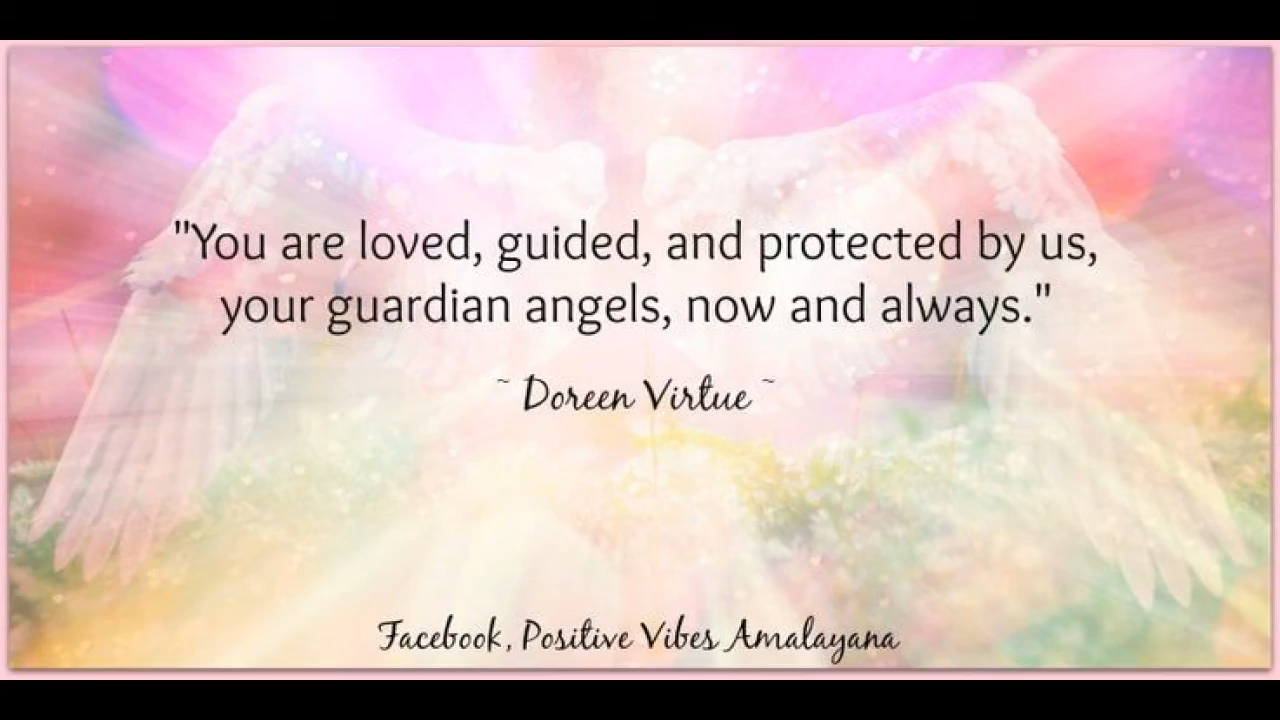 "You are loved, guided, and protected by us,
your guardian angels, now and always."
~ Doreen Virtue ~
Facebook, Positive Vibes Amalayana